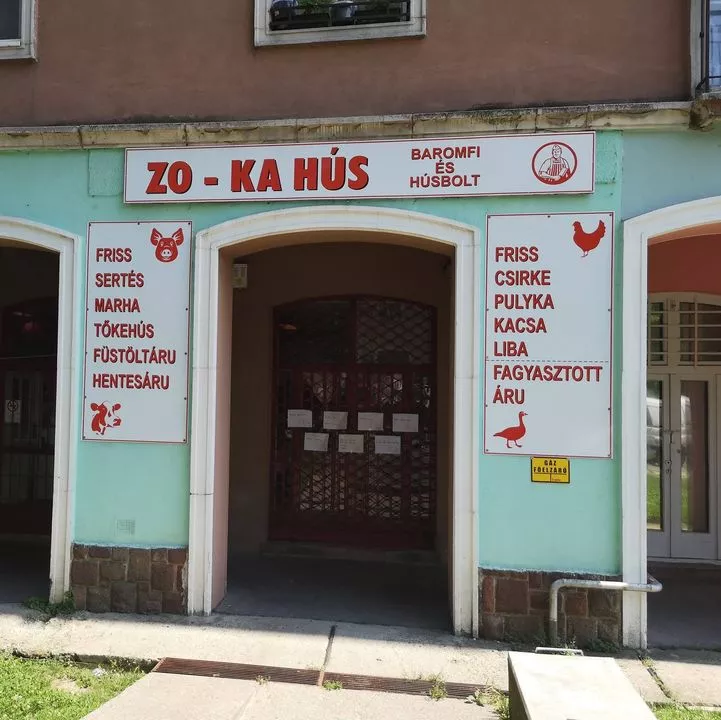 ZO - KA HÚS
BAROMFI
ÉS
HÚSBOLT
FRISS
SERTÉS
MARHA
TŐKEHÚS
FÜSTÖLTÁRU
HENTESÁRU
FRISS
CSIRKE
PULYKA
KACSA
LIBA
FAGYASZTOTT
ÁRU
GÁZ
FŐELZÁRÓ